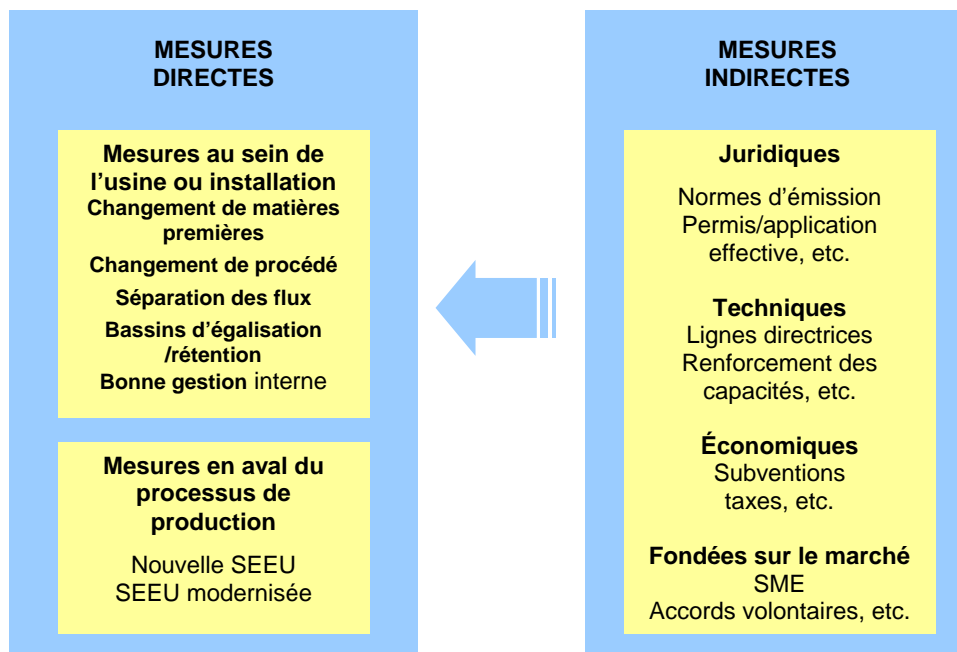 MESURES
DIRECTES
Mesures au sein de
l'usine ou installation
Changement de matières
premières
Changement de procédé
Séparation des flux
Bassins d'égalisation
/rétention
Bonne gestion interne
Mesures en aval du
processus de
production
Nouvelle SEEU
SEEU modernisée
MESURES
INDIRECTES
Juridiques
Normes d'émission
Permis/application
effective, etc.
Techniques
Lignes directrices
Renforcement des
capacités, etc.
Économiques
Subventions
taxes, etc.
Fondées sur le marché
SME
Accords volontaires, etc.